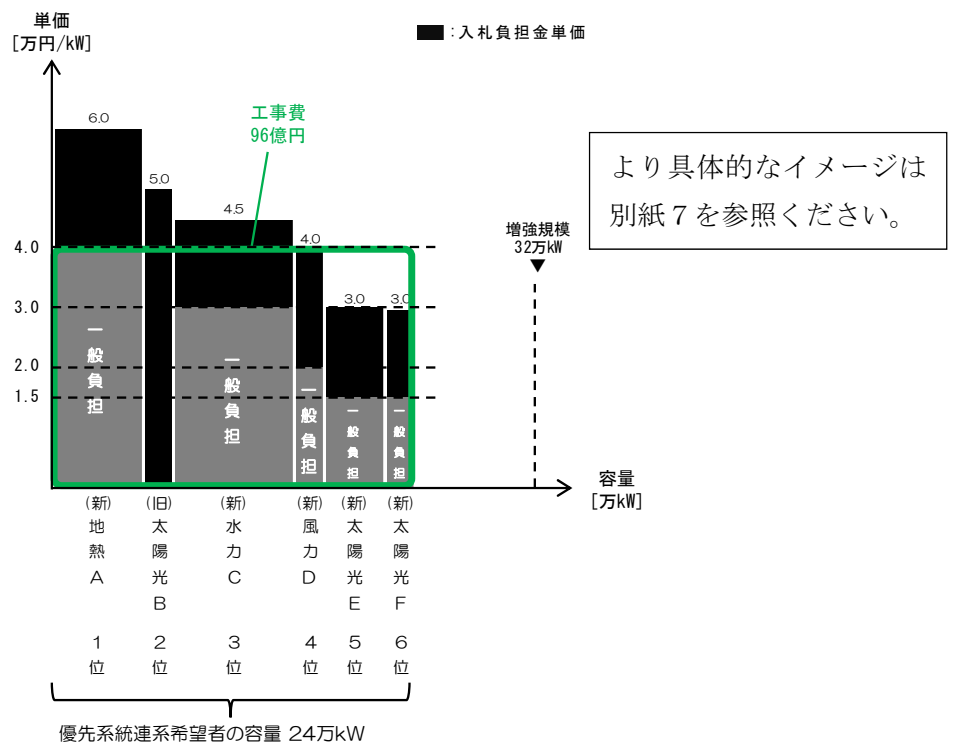 単価
[万円/kW]
■:入札負担金単価
工事費
96億円
6.0
5.0
4.5
4.0
3.0
3.0
より具体的なイメージは
別紙７を参照ください。
増強規模
32万kW
▼
4.0
3.0
2.0
1.5
一般負担
一般負担
一般負担
一般負担
一般負担
容量
[万kW]
(新)地熱A
(旧)太陽光B
(新)水力C
(新)風力D
(新)太陽光E
(新)太陽光F
1位
2位
3位
4位
5位
6位
優先系統連系希望者の容量 24万kW